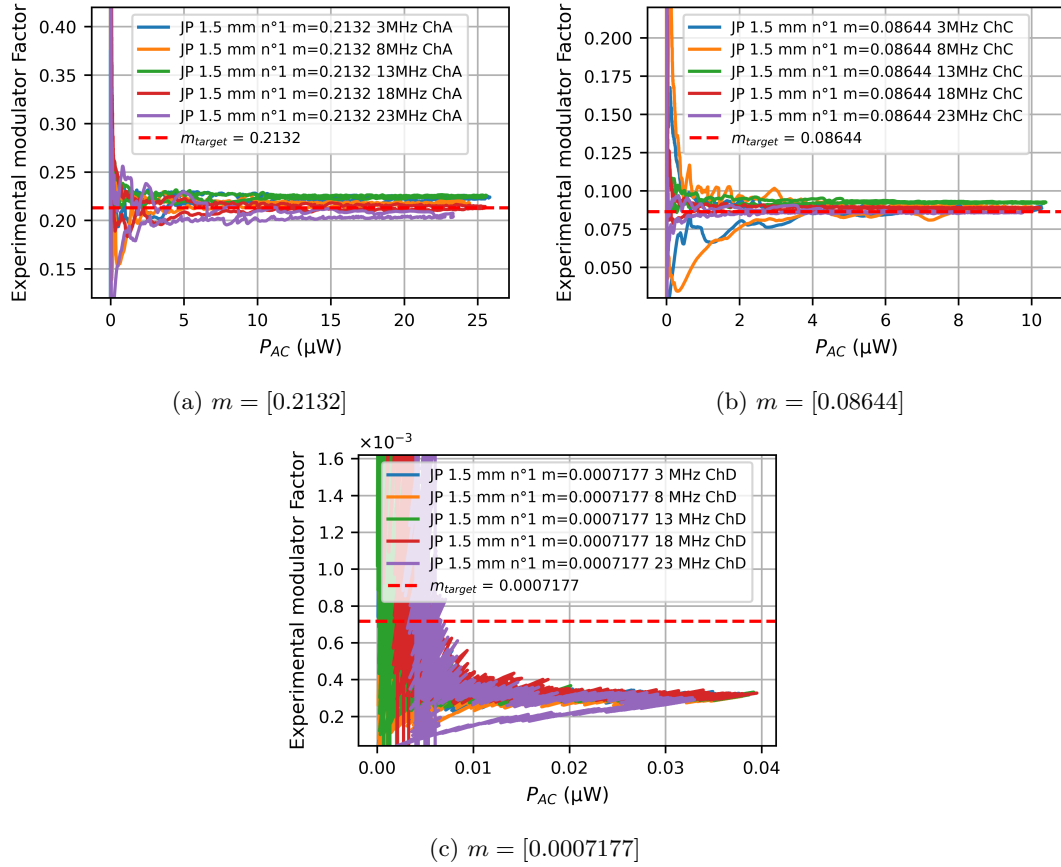 0.40
0.35
0.30
0.25
0.20
0.15
Experimental modulator Factor
JP 1.5 mm n°1 m=0.2132 3MHz ChA
JP 1.5 mm n°1 m=0.2132 8MHz ChA
JP 1.5 mm n°1 m=0.2132 13MHz ChA
JP 1.5 mm n°1 m=0.2132 18MHz ChA
JP 1.5 mm n°1 m=0.2132 23MHz ChA
m_target = 0.2132
0 5 10 15 20 25
P_AC (μW)
(a) m = [0.2132]
0.200
0.175
0.150
0.125
0.100
0.075
0.050
Experimental modulator Factor
JP 1.5 mm n°1 m=0.08644 3MHz ChC
JP 1.5 mm n°1 m=0.08644 8MHz ChC
JP 1.5 mm n°1 m=0.08644 13MHz ChC
JP 1.5 mm n°1 m=0.08644 18MHz ChC
JP 1.5 mm n°1 m=0.08644 23MHz ChC
m_target = 0.08644
0 2 4 6 8 10
P_AC (μW)
(b) m = [0.08644]
×10⁻³
1.6
1.4
1.2
1.0
0.8
0.6
0.4
0.2
Experimental modulator Factor
JP 1.5 mm n°1 m=0.0007177 3 MHz ChD
JP 1.5 mm n°1 m=0.0007177 8 MHz ChD
JP 1.5 mm n°1 m=0.0007177 13 MHz ChD
JP 1.5 mm n°1 m=0.0007177 18 MHz ChD
JP 1.5 mm n°1 m=0.0007177 23 MHz ChD
m_target = 0.0007177
0.00 0.01 0.02 0.03 0.04
P_AC (μW)
(c) m = [0.0007177]